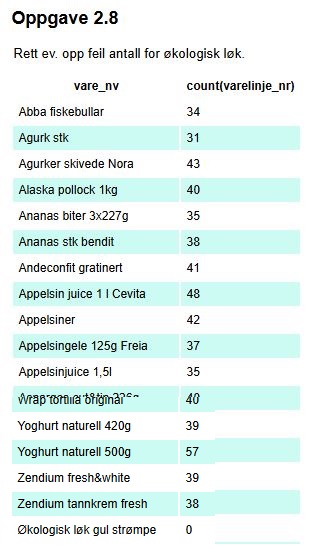 Oppgave 2.8
Rett ev. opp feil antall for økologisk løk.
vare_nv count(varelinje_nr)
Abba fiskebullar 34
Agurk stk 31
Agurker skivede Nora 43
Alaska pollock 1kg 40
Ananas biter 3x227g 35
Ananas stk bendit 38
Andeconfit gratinert 41
Appelsin juice 1 l Cevita 48
Appelsiner 42
Appelsingele 125g Freia 37
Appelsinjuice 1,5l 35
Wrap tortilla original 40
Yoghurt naturell 420g 39
Yoghurt naturell 500g 57
Zendium fresh&white 39
Zendium tannkrem fresh 38
Økologisk løk gul strømpe 0